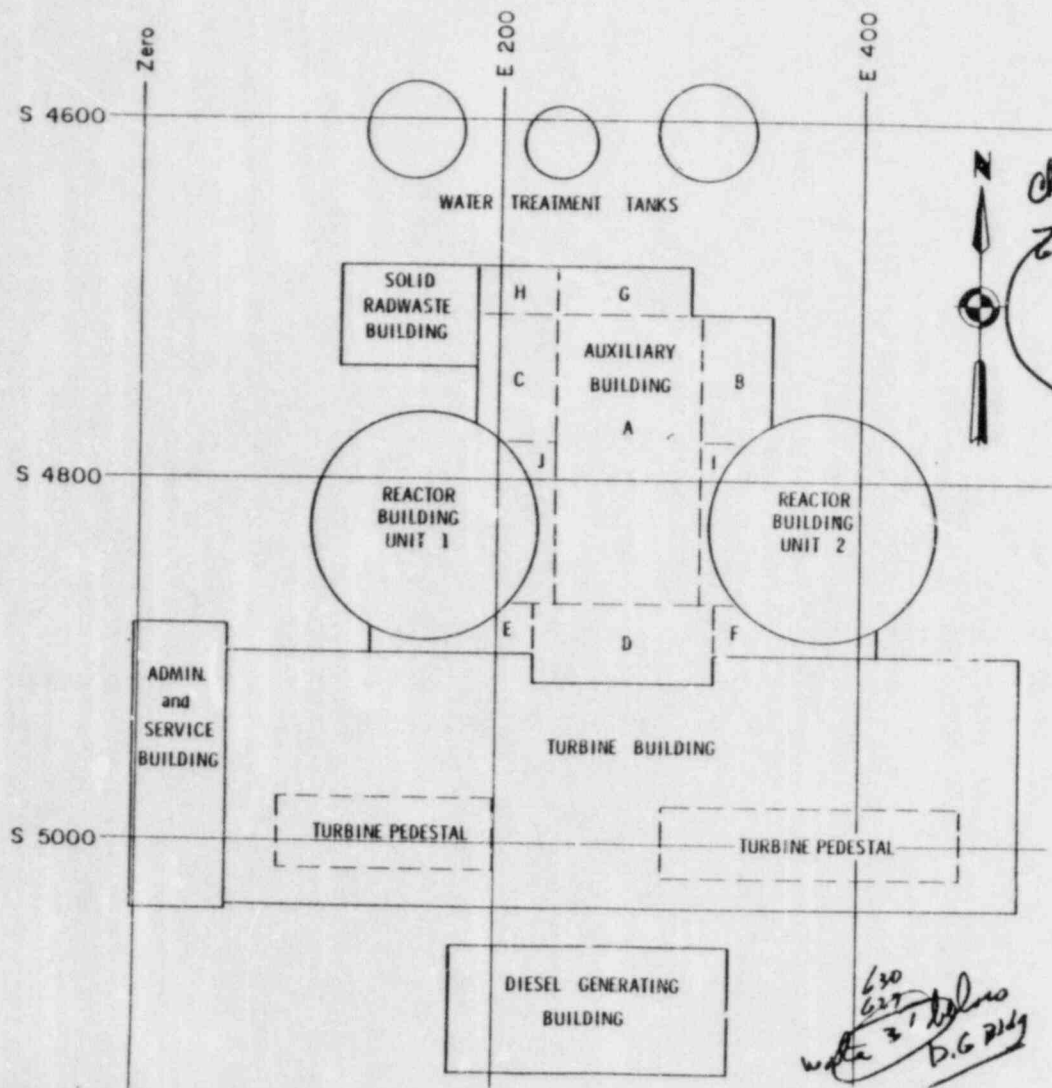 Zero
E 200
E 400
S 4600
N
WATER TREATMENT TANKS
SOLID
RADWASTE
BUILDING
H
G
AUXILIARY
BUILDING
C
B
A
J
I
S 4800
REACTOR
BUILDING
UNIT 1
REACTOR
BUILDING
UNIT 2
E
D
F
ADMIN.
and
SERVICE
BUILDING
TURBINE BUILDING
S 5000
TURBINE PEDESTAL
TURBINE PEDESTAL
DIESEL GENERATING
BUILDING
630
627
3' below
D.G Bldg